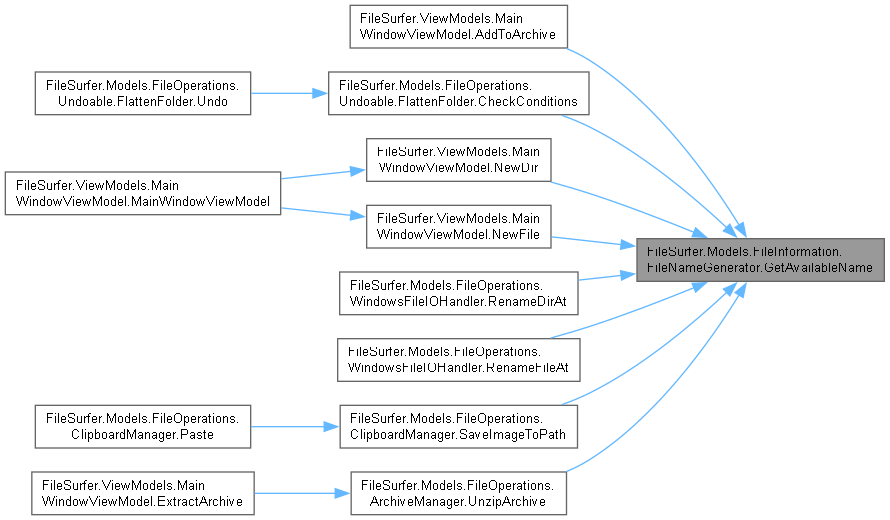 FileSurfer.ViewModels.Main
WindowViewModel.AddToArchive
FileSurfer.Models.FileOperations.
Undoable.FlattenFolder.Undo
FileSurfer.Models.FileOperations.
Undoable.FlattenFolder.CheckConditions
FileSurfer.ViewModels.Main
WindowViewModel.NewDir
FileSurfer.ViewModels.Main
WindowViewModel.MainWindowViewModel
FileSurfer.ViewModels.Main
WindowViewModel.NewFile
FileSurfer.Models.FileInformation.
FileNameGenerator.GetAvailableName
FileSurfer.Models.FileOperations.
WindowsFileIOHandler.RenameDirAt
FileSurfer.Models.FileOperations.
WindowsFileIOHandler.RenameFileAt
FileSurfer.Models.FileOperations.
ClipboardManager.Paste
FileSurfer.Models.FileOperations.
ClipboardManager.SaveImageToPath
FileSurfer.ViewModels.Main
WindowViewModel.ExtractArchive
FileSurfer.Models.FileOperations.
ArchiveManager.UnzipArchive